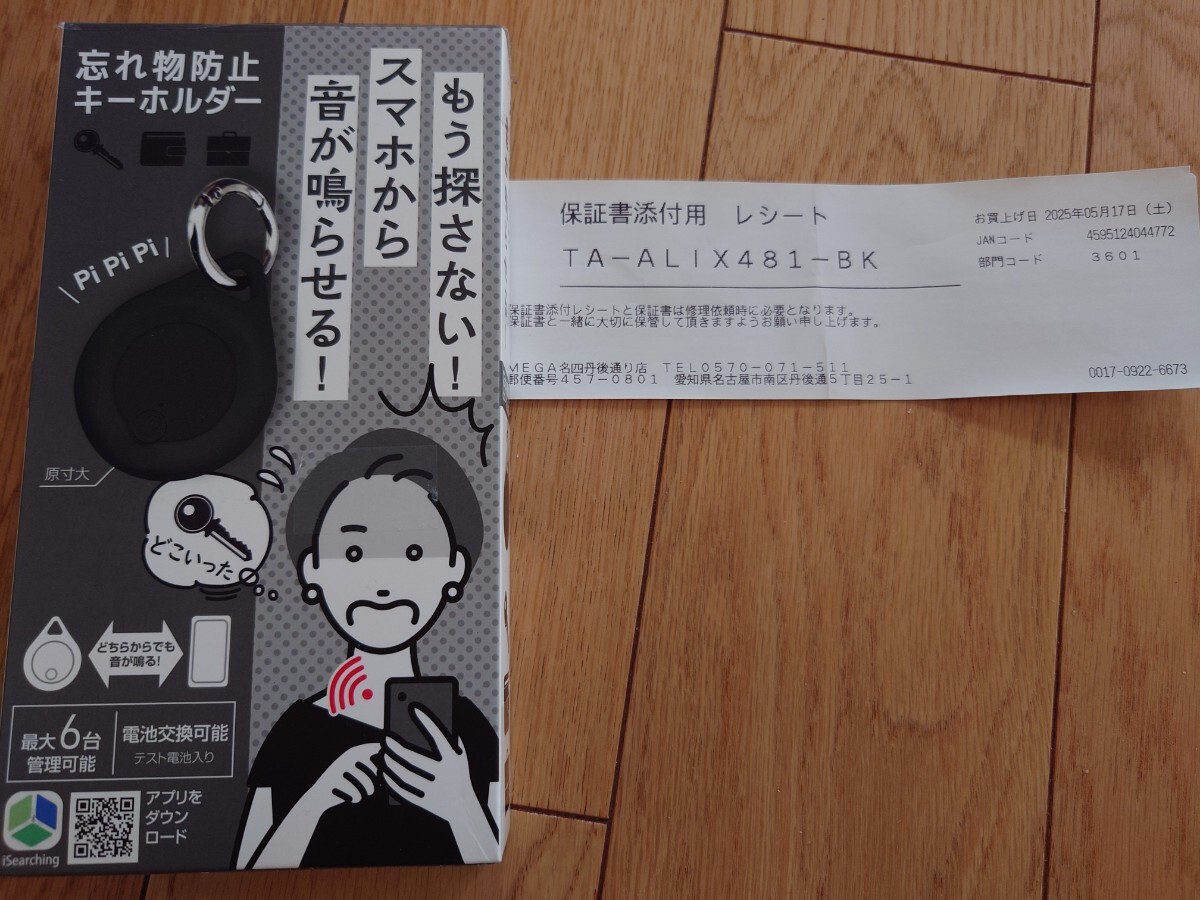 忘れ物防止
キーホルダー
もう探さない!
スマホから
音が鳴らせる!
Pi Pi Pi
原寸大
どこいった
どちらからでも
音が鳴る!
最大6台
管理可能
電池交換可能
テスト電池入り
iSearching
アプリを
ダウン
ロード
保証書添付用 レシート
TA-ALIX481-BK
お買上げ日 2025年05月17日(土)
JANコード 4595124044772
部門コード 3601
保証書添付レシートと保証書は修理依頼時に必要となります。
保証書と一緒に大切に保管して頂きますようお願い申し上げます。
MEGA名四丹後通り店 TEL0570-071-511
郵便番号457-0801 愛知県名古屋市南区丹後通5丁目25-1
0017-0922-6673